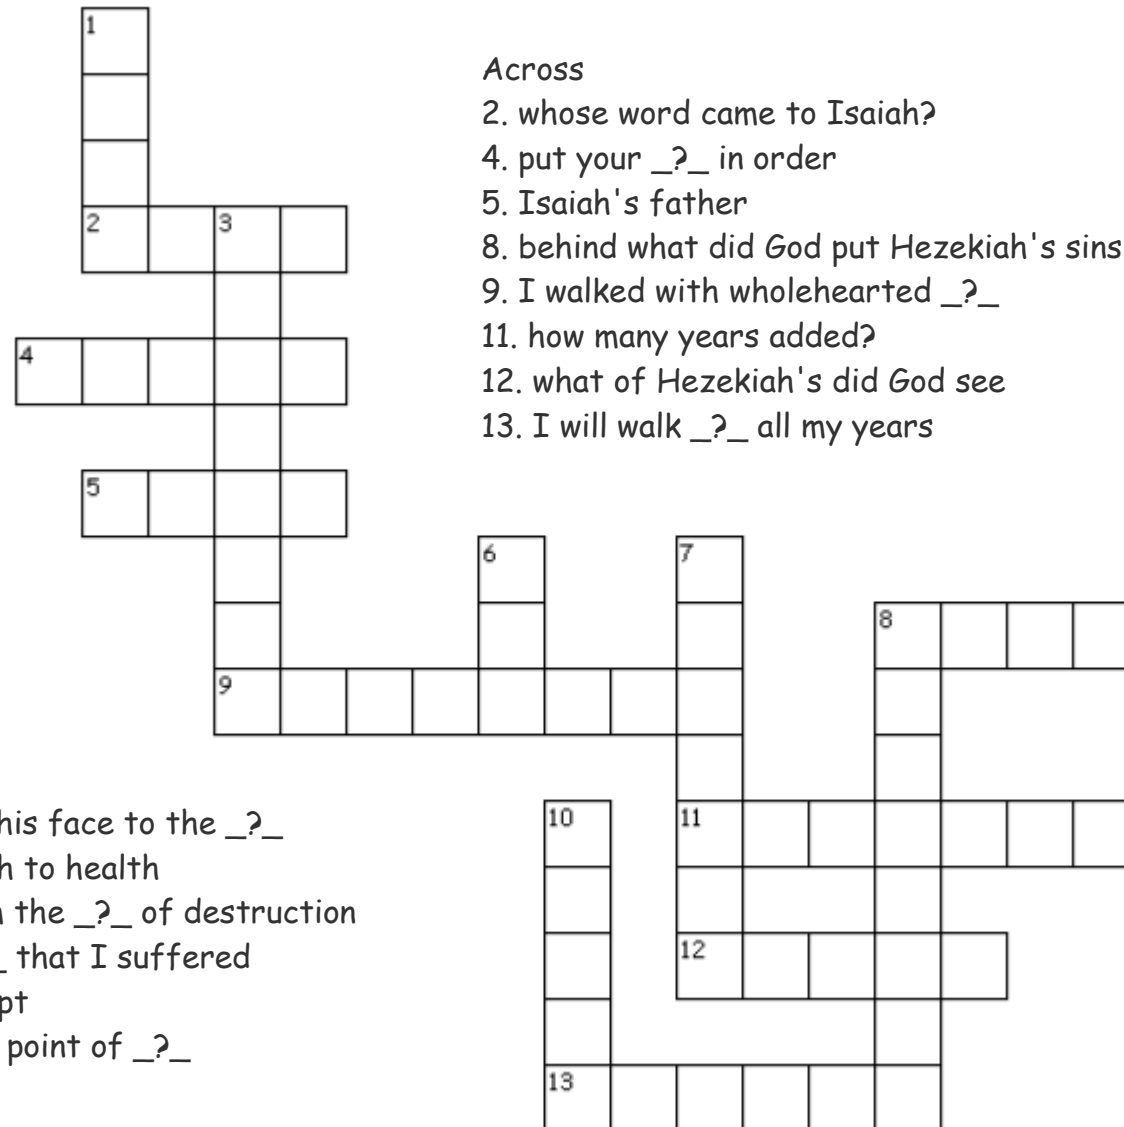 1
2 3
4
5
6 7
8
9
10 11
12
13
Across
2. whose word came to Isaiah?
4. put your _?_ in order
5. Isaiah's father
8. behind what did God put Hezekiah's sins
9. I walked with wholehearted _?_
11. how many years added?
12. what of Hezekiah's did God see
13. I will walk _?_ all my years
his face to the _?_
h to health
the _?_ of destruction
_ that I suffered
pt
point of _?_